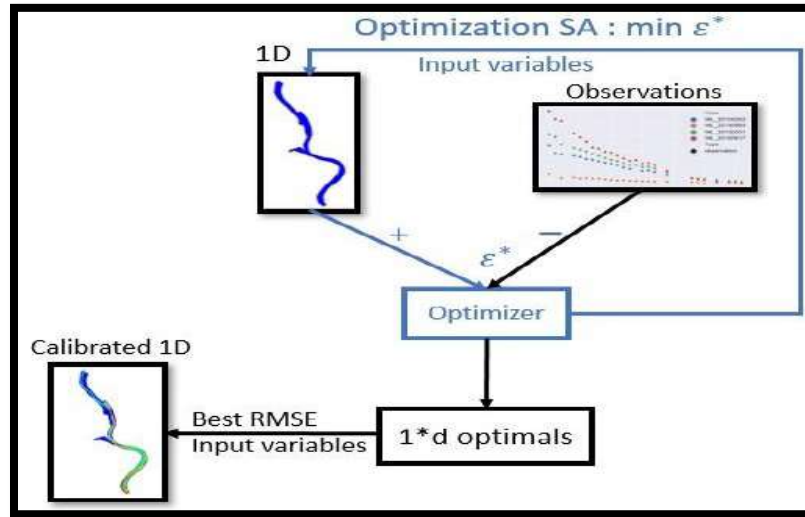 Optimization SA : min ε*
1D
Input variables
Observations
+
−
ε*
Optimizer
Calibrated 1D
Best RMSE
Input variables
1*d optimals